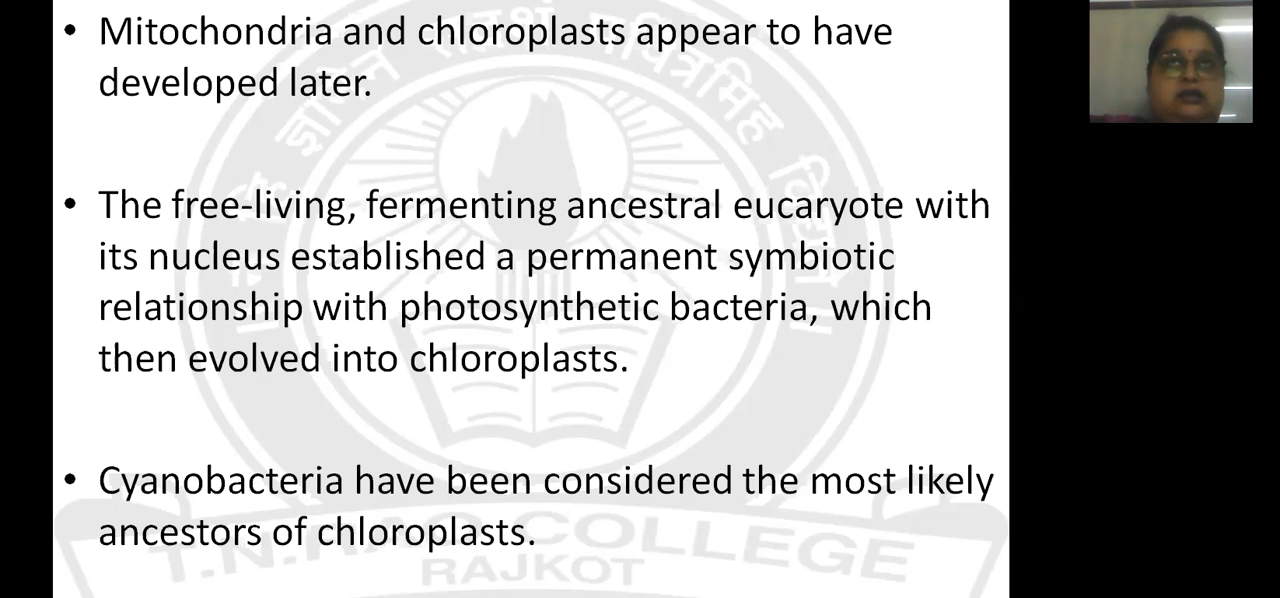 • Mitochondria and chloroplasts appear to have
developed later.
• The free-living, fermenting ancestral eucaryote with
its nucleus established a permanent symbiotic
relationship with photosynthetic bacteria, which
then evolved into chloroplasts.
• Cyanobacteria have been considered the most likely
ancestors of chloroplasts.
COLLEGE
RAJKOT